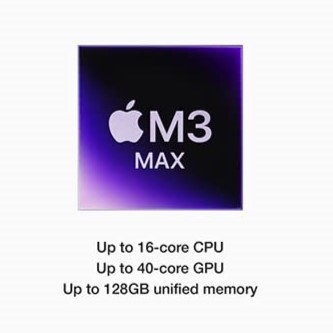 M3
MAX
Up to 16-core CPU
Up to 40-core GPU
Up to 128GB unified memory